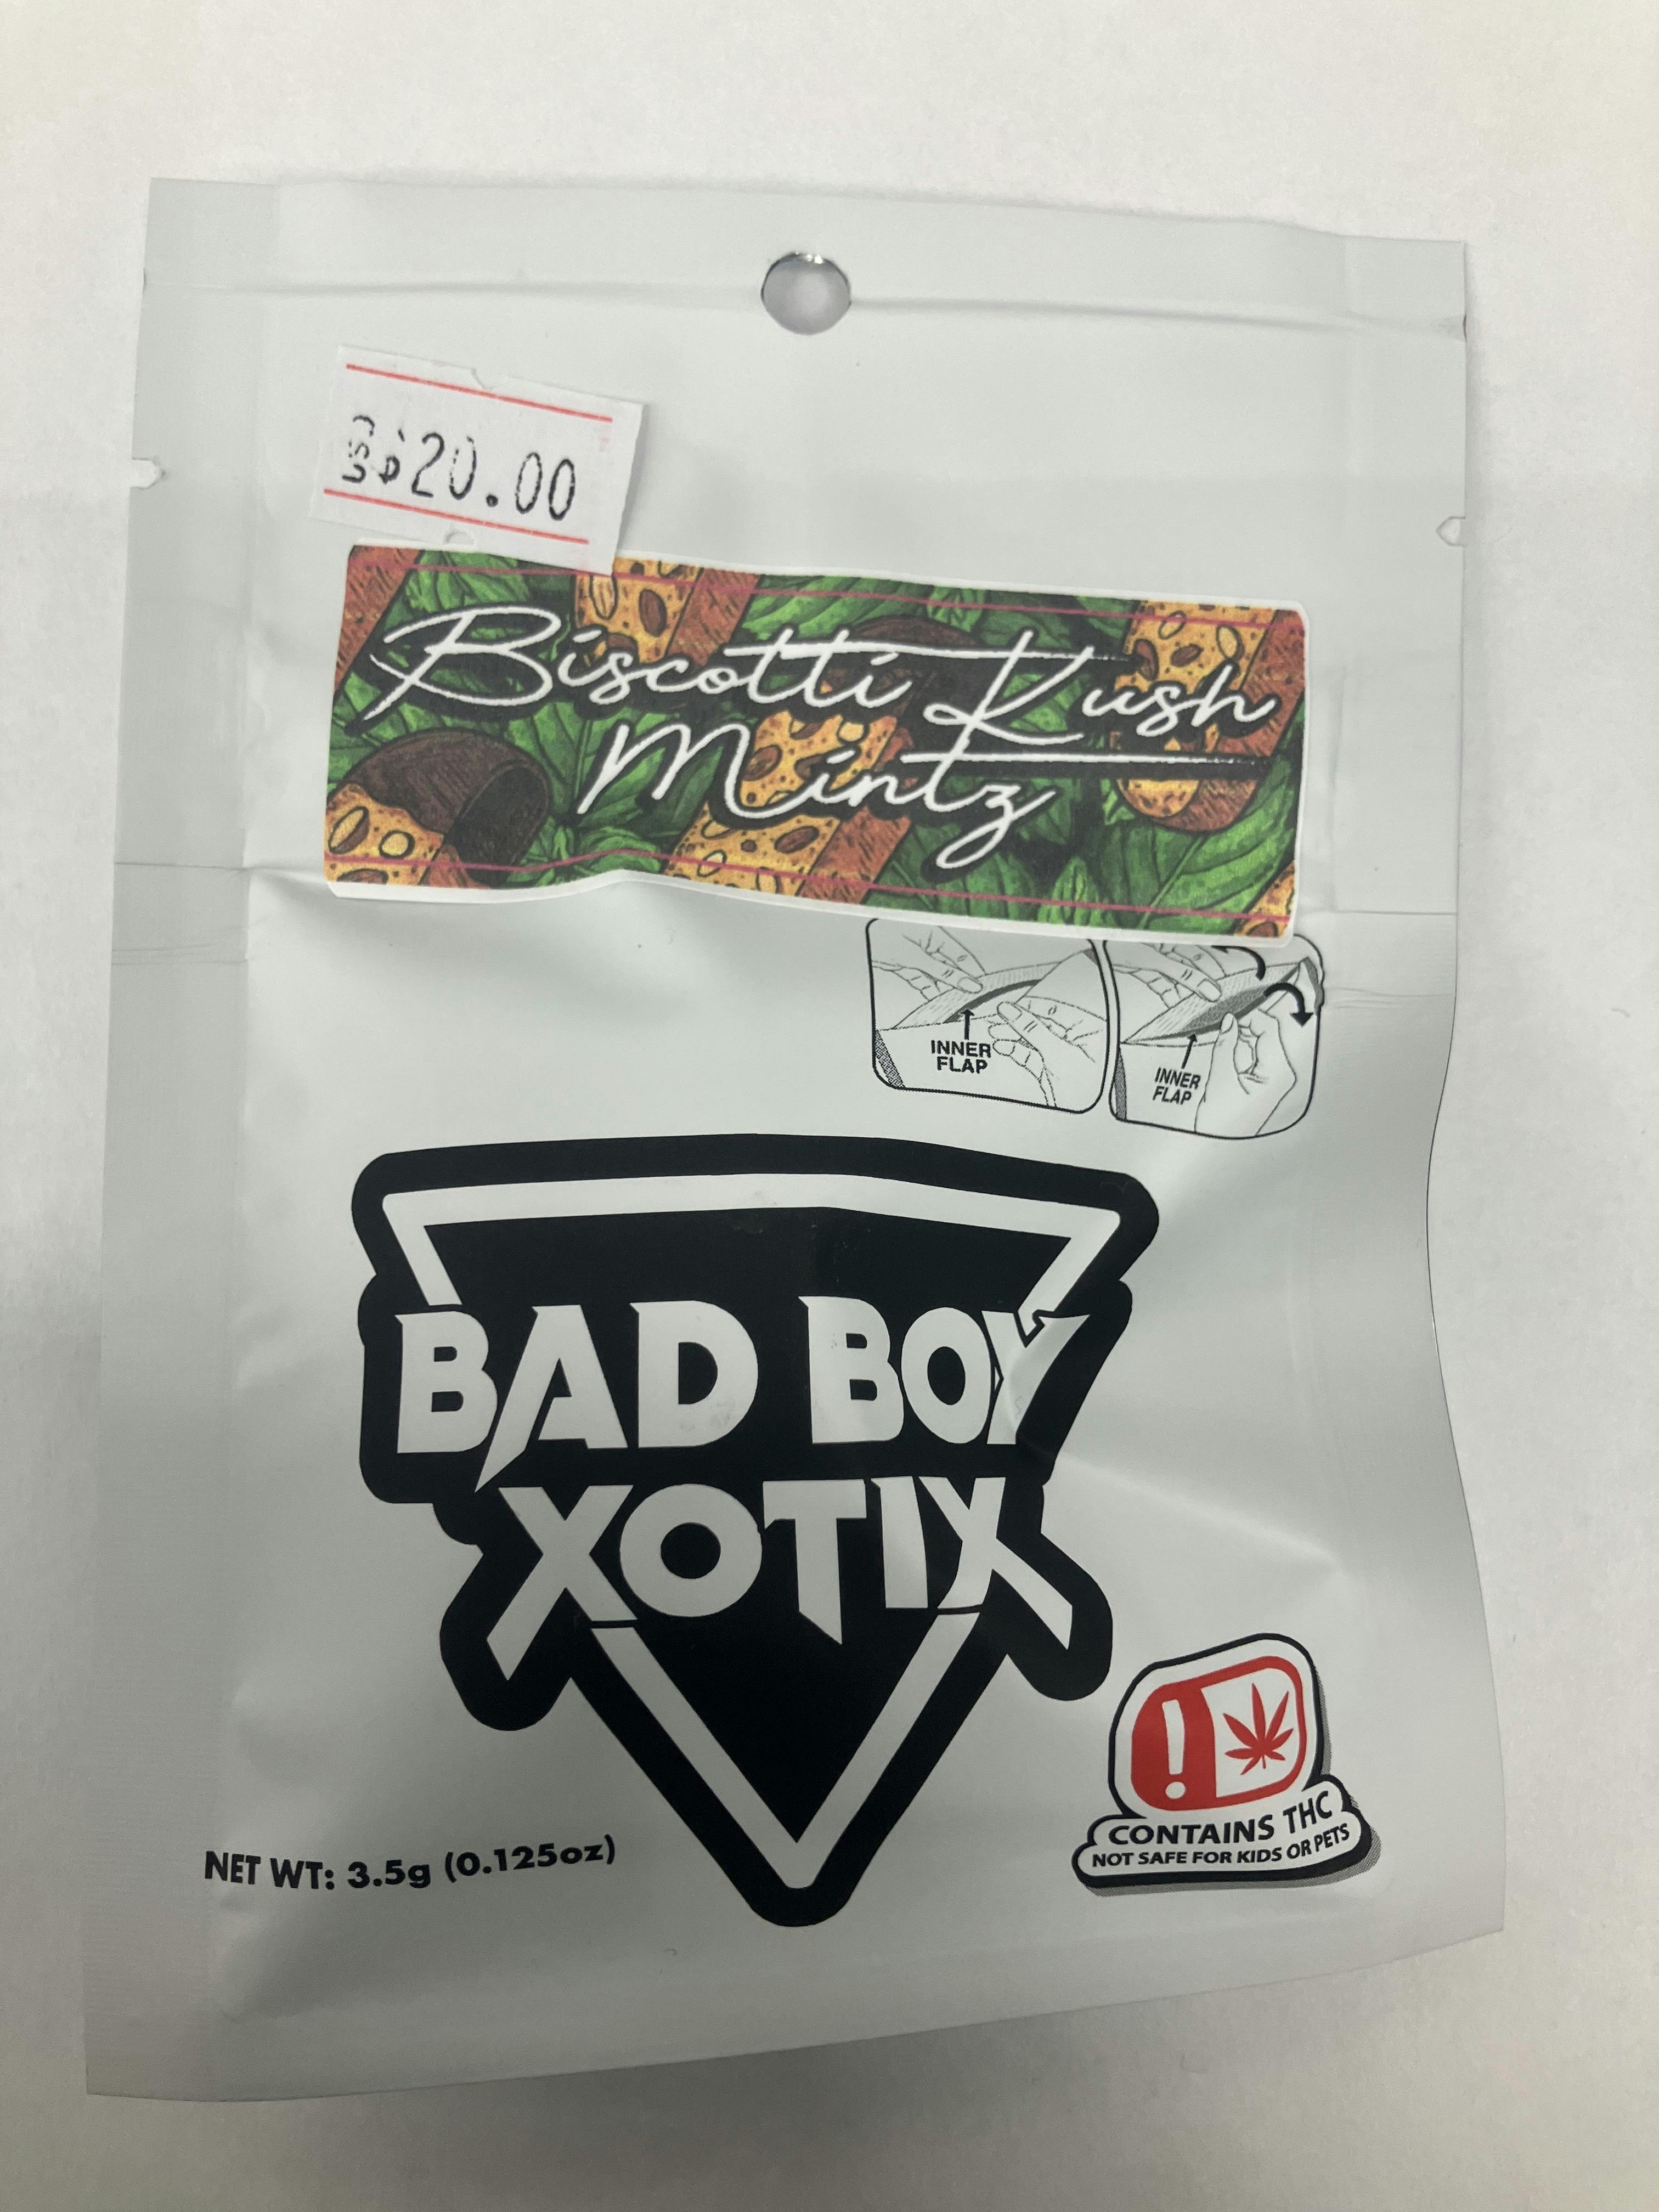 $20.00
Biscotti Kush
Mintz
INNER
FLAP
INNER
FLAP
BAD BOY
XOTIX
NET WT: 3.5g (0.125oz)
!
CONTAINS THC
NOT SAFE FOR KIDS OR PETS